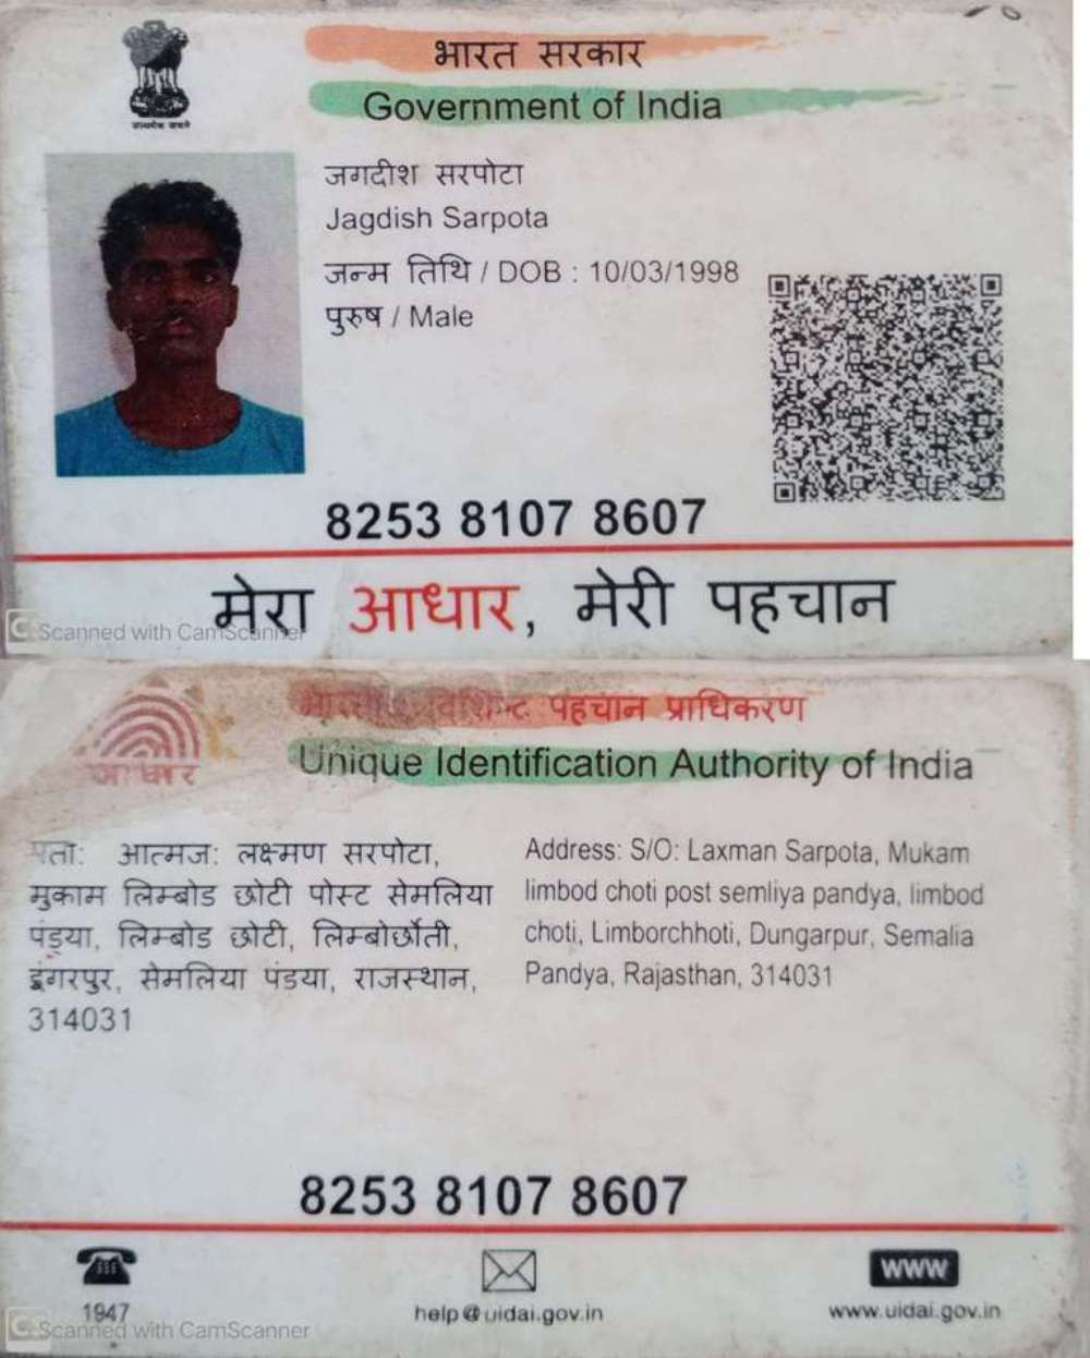 सत्यमेव जयते
भारत सरकार
Government of India
जगदीश सरपोटा
Jagdish Sarpota
जन्म तिथि / DOB : 10/03/1998
पुरुष / Male
8253 8107 8607
मेरा आधार, मेरी पहचान
CS Scanned with CamScanner
पहचान प्राधिकरण
Unique Identification Authority of India
आधार
पता: आत्मज: लक्ष्मण सरपोटा,
मुकाम लिम्बोड छोटी पोस्ट सेमलिया
पंड्या, लिम्बोड छोटी, लिम्बोर्छोती,
डूंगरपुर, सेमलिया पंडया, राजस्थान,
314031
Address: S/O: Laxman Sarpota, Mukam
limbod choti post semliya pandya, limbod
choti, Limborchhoti, Dungarpur, Semalia
Pandya, Rajasthan, 314031
8253 8107 8607
1947
help@uidai.gov.in
WWW
www.uidai.gov.in
CS Scanned with CamScanner